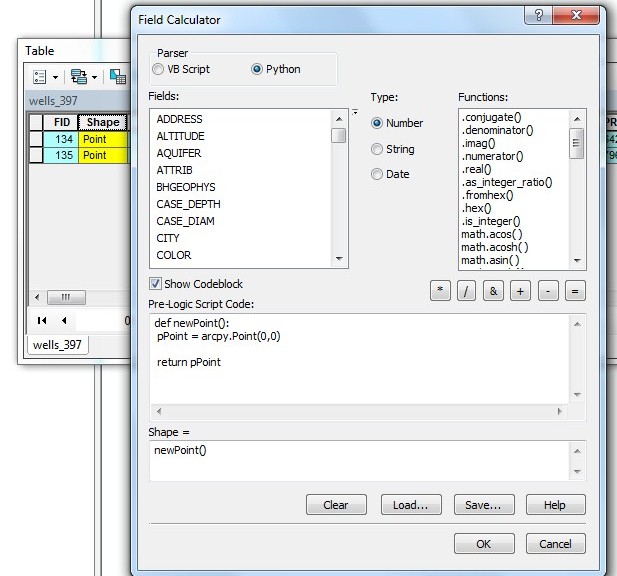 Field Calculator
Table
wells_397
FID Shape
134 Point
135 Point
wells_397
Parser
VB Script Python
Fields:
ADDRESS
ALTITUDE
AQUIFER
ATTRIB
BHGEOPHYS
CASE_DEPTH
CASE_DIAM
CITY
COLOR
Type:
Number
String
Date
Functions:
.conjugate()
.denominator()
.imag()
.numerator()
.real()
.as_integer_ratio()
.fromhex()
.hex()
.is_integer()
math.acos( )
math.acosh( )
math.asin( )
Show Codeblock
* / & + - =
Pre-Logic Script Code:
def newPoint():
pPoint = arcpy.Point(0,0)
return pPoint
Shape =
newPoint()
Clear Load... Save... Help
OK Cancel